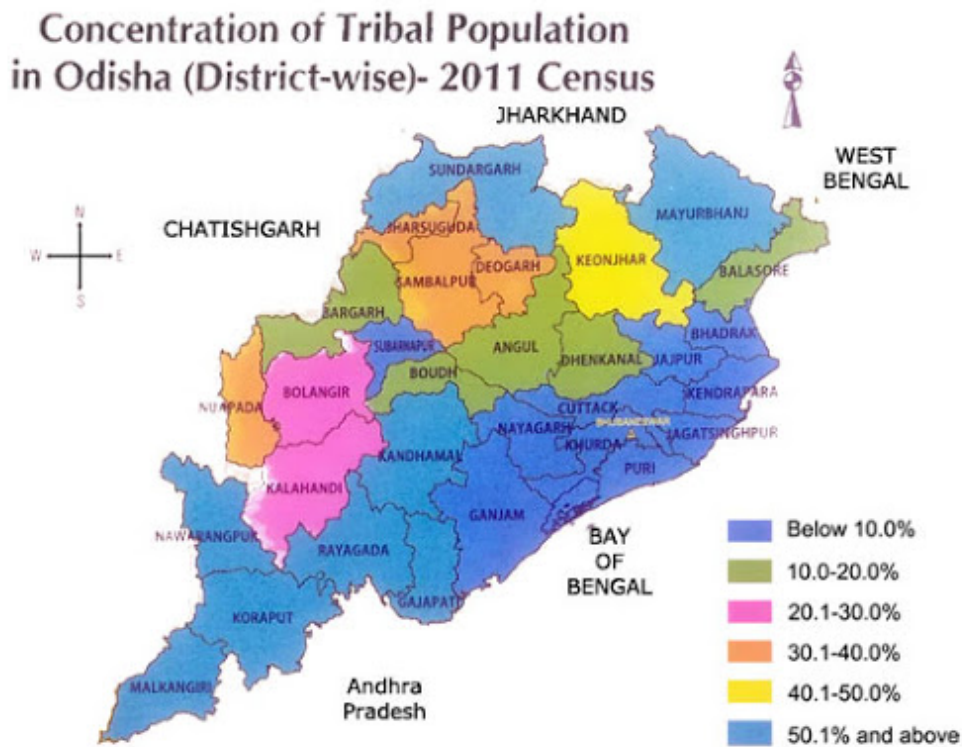 Concentration of Tribal Population
in Odisha (District-wise)- 2011 Census
JHARKHAND
WEST
BENGAL
CHATISHGARH
N
W
E
S
SUNDARGARH
MAYURBHANJ
JHARSUGUDA
KEONJHAR
DEOGARH
SAMBALPUR
BALASORE
BARGARH
BHADRAK
SUBARNAPUR
ANGUL
DHENKANAL
JAJPUR
BOUDH
BOLANGIR
KENDRAPARA
NUAPADA
CUTTACK
BHUBANESWAR
NAYAGARH
JAGATSINGHPUR
KHURDA
KANDHAMAL
PURI
KALAHANDI
GANJAM
NAWARANGPUR
RAYAGADA
BAY
OF
BENGAL
GAJAPATI
KORAPUT
MALKANGIRI
Andhra
Pradesh
Below 10.0%
10.0-20.0%
20.1-30.0%
30.1-40.0%
40.1-50.0%
50.1% and above